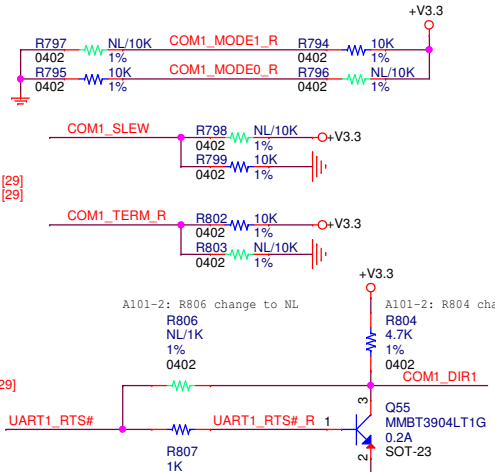 +V3.3
R797 NL/10K COM1_MODE1_R R794 10K
0402 1% 0402 1%
R795 10K COM1_MODE0_R R796 NL/10K
0402 1% 0402 1%
COM1_SLEW R798 NL/10K +V3.3
0402 1%
R799 10K
0402 1%
[29]
[29]
COM1_TERM_R R802 10K +V3.3
0402 1%
R803 NL/10K
0402 1%
+V3.3
A101-2: R806 change to NL A101-2: R804 cha
R806 R804
NL/1K 4.7K
1% 1%
0402 0402
29] COM1_DIR1
3 Q55
UART1_RTS# UART1_RTS#_R 1 MMBT3904LT1G
0.2A
R807 SOT-23
1K 2